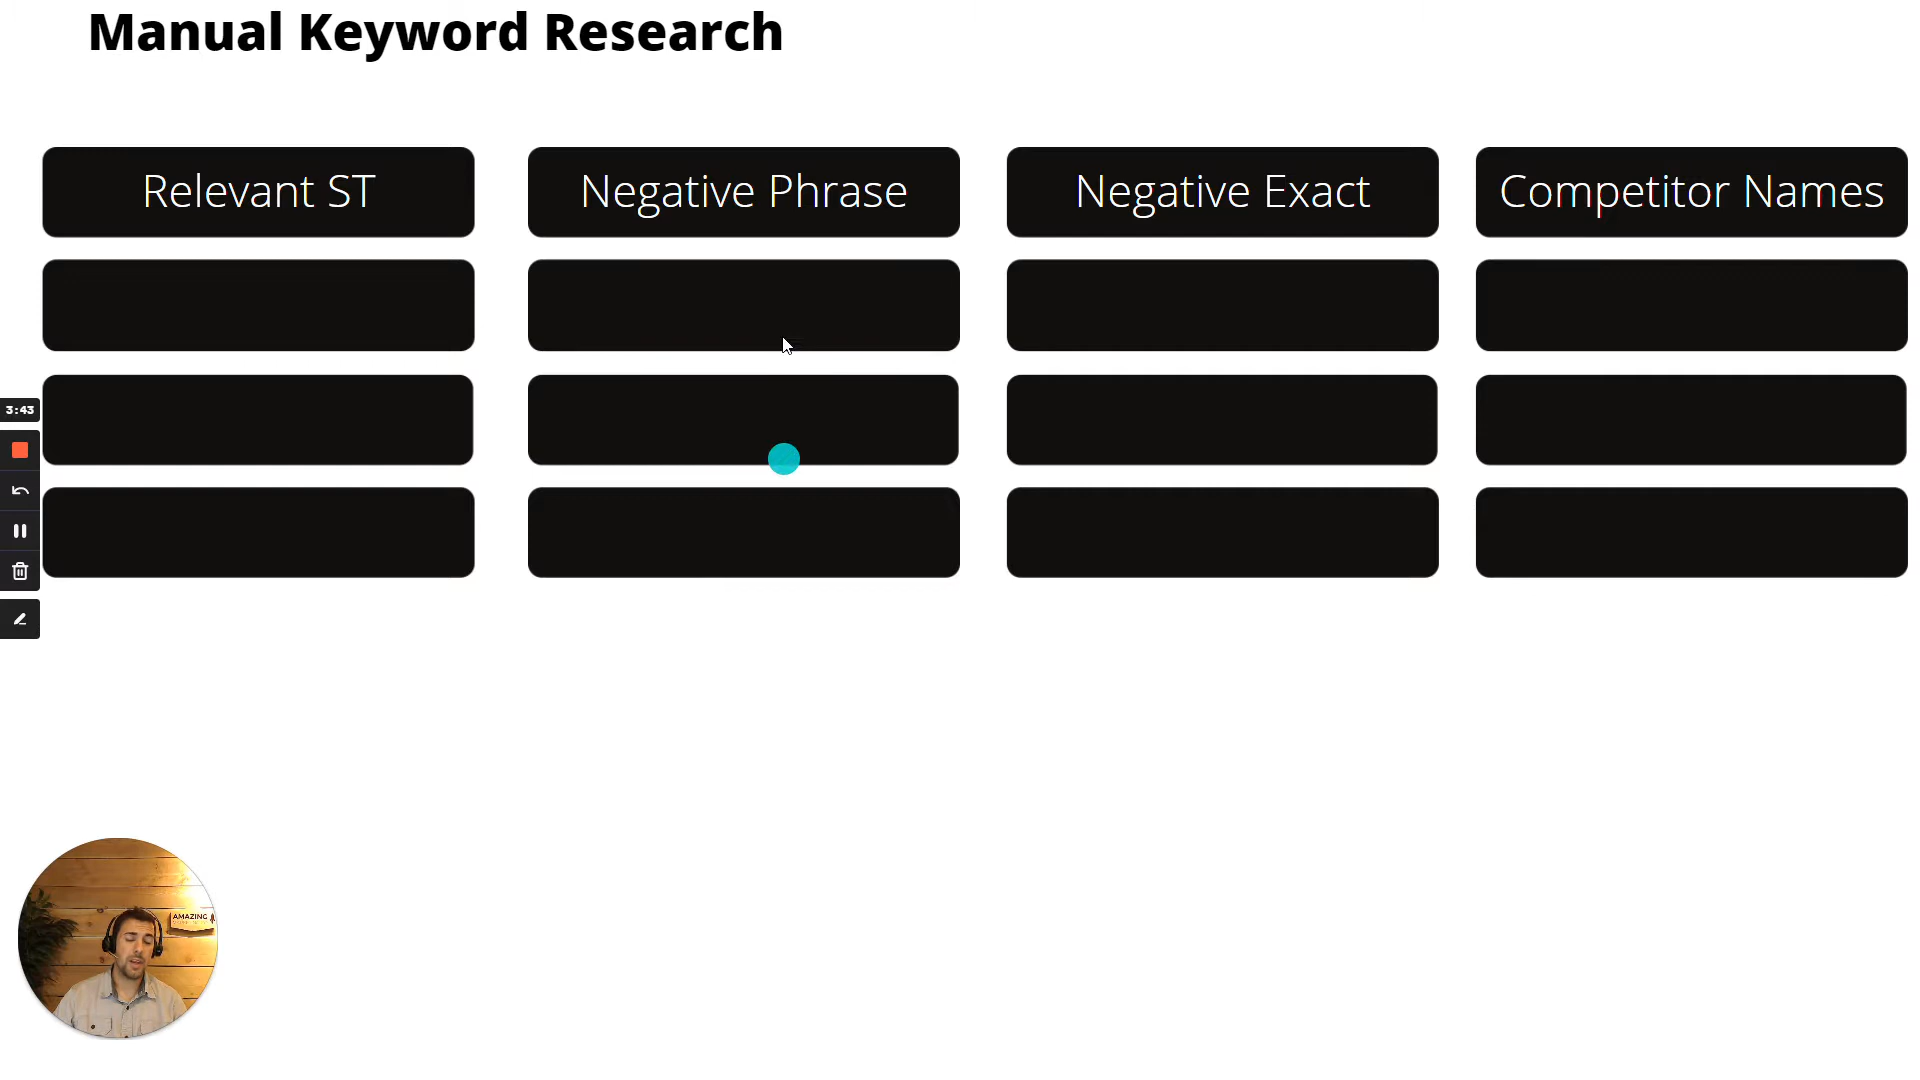 Manual Keyword Research
Relevant ST
Negative Phrase
Negative Exact
Competitor Names
3:43
AMAZING